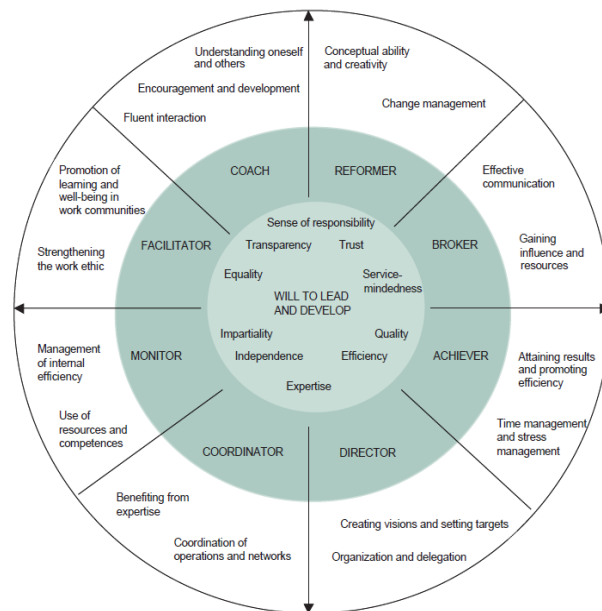 Understanding oneself
and others
Encouragement and development
Fluent interaction
Conceptual ability
and creativity
Change management
Promotion of
learning and
well-being in
work communities
Strengthening
the work ethic
Effective
communication
Gaining
influence and
resources
COACH
REFORMER
FACILITATOR
BROKER
Sense of responsibility
Transparency
Trust
Equality
Service-
mindedness
WILL TO LEAD
AND DEVELOP
Impartiality
Quality
Independence
Efficiency
Expertise
MONITOR
ACHIEVER
COORDINATOR
DIRECTOR
Management
of internal
efficiency
Use of
resources and
competences
Attaining results
and promoting
efficiency
Time management
and stress
management
Benefiting from
expertise
Coordination of
operations and networks
Creating visions and setting targets
Organization and delegation